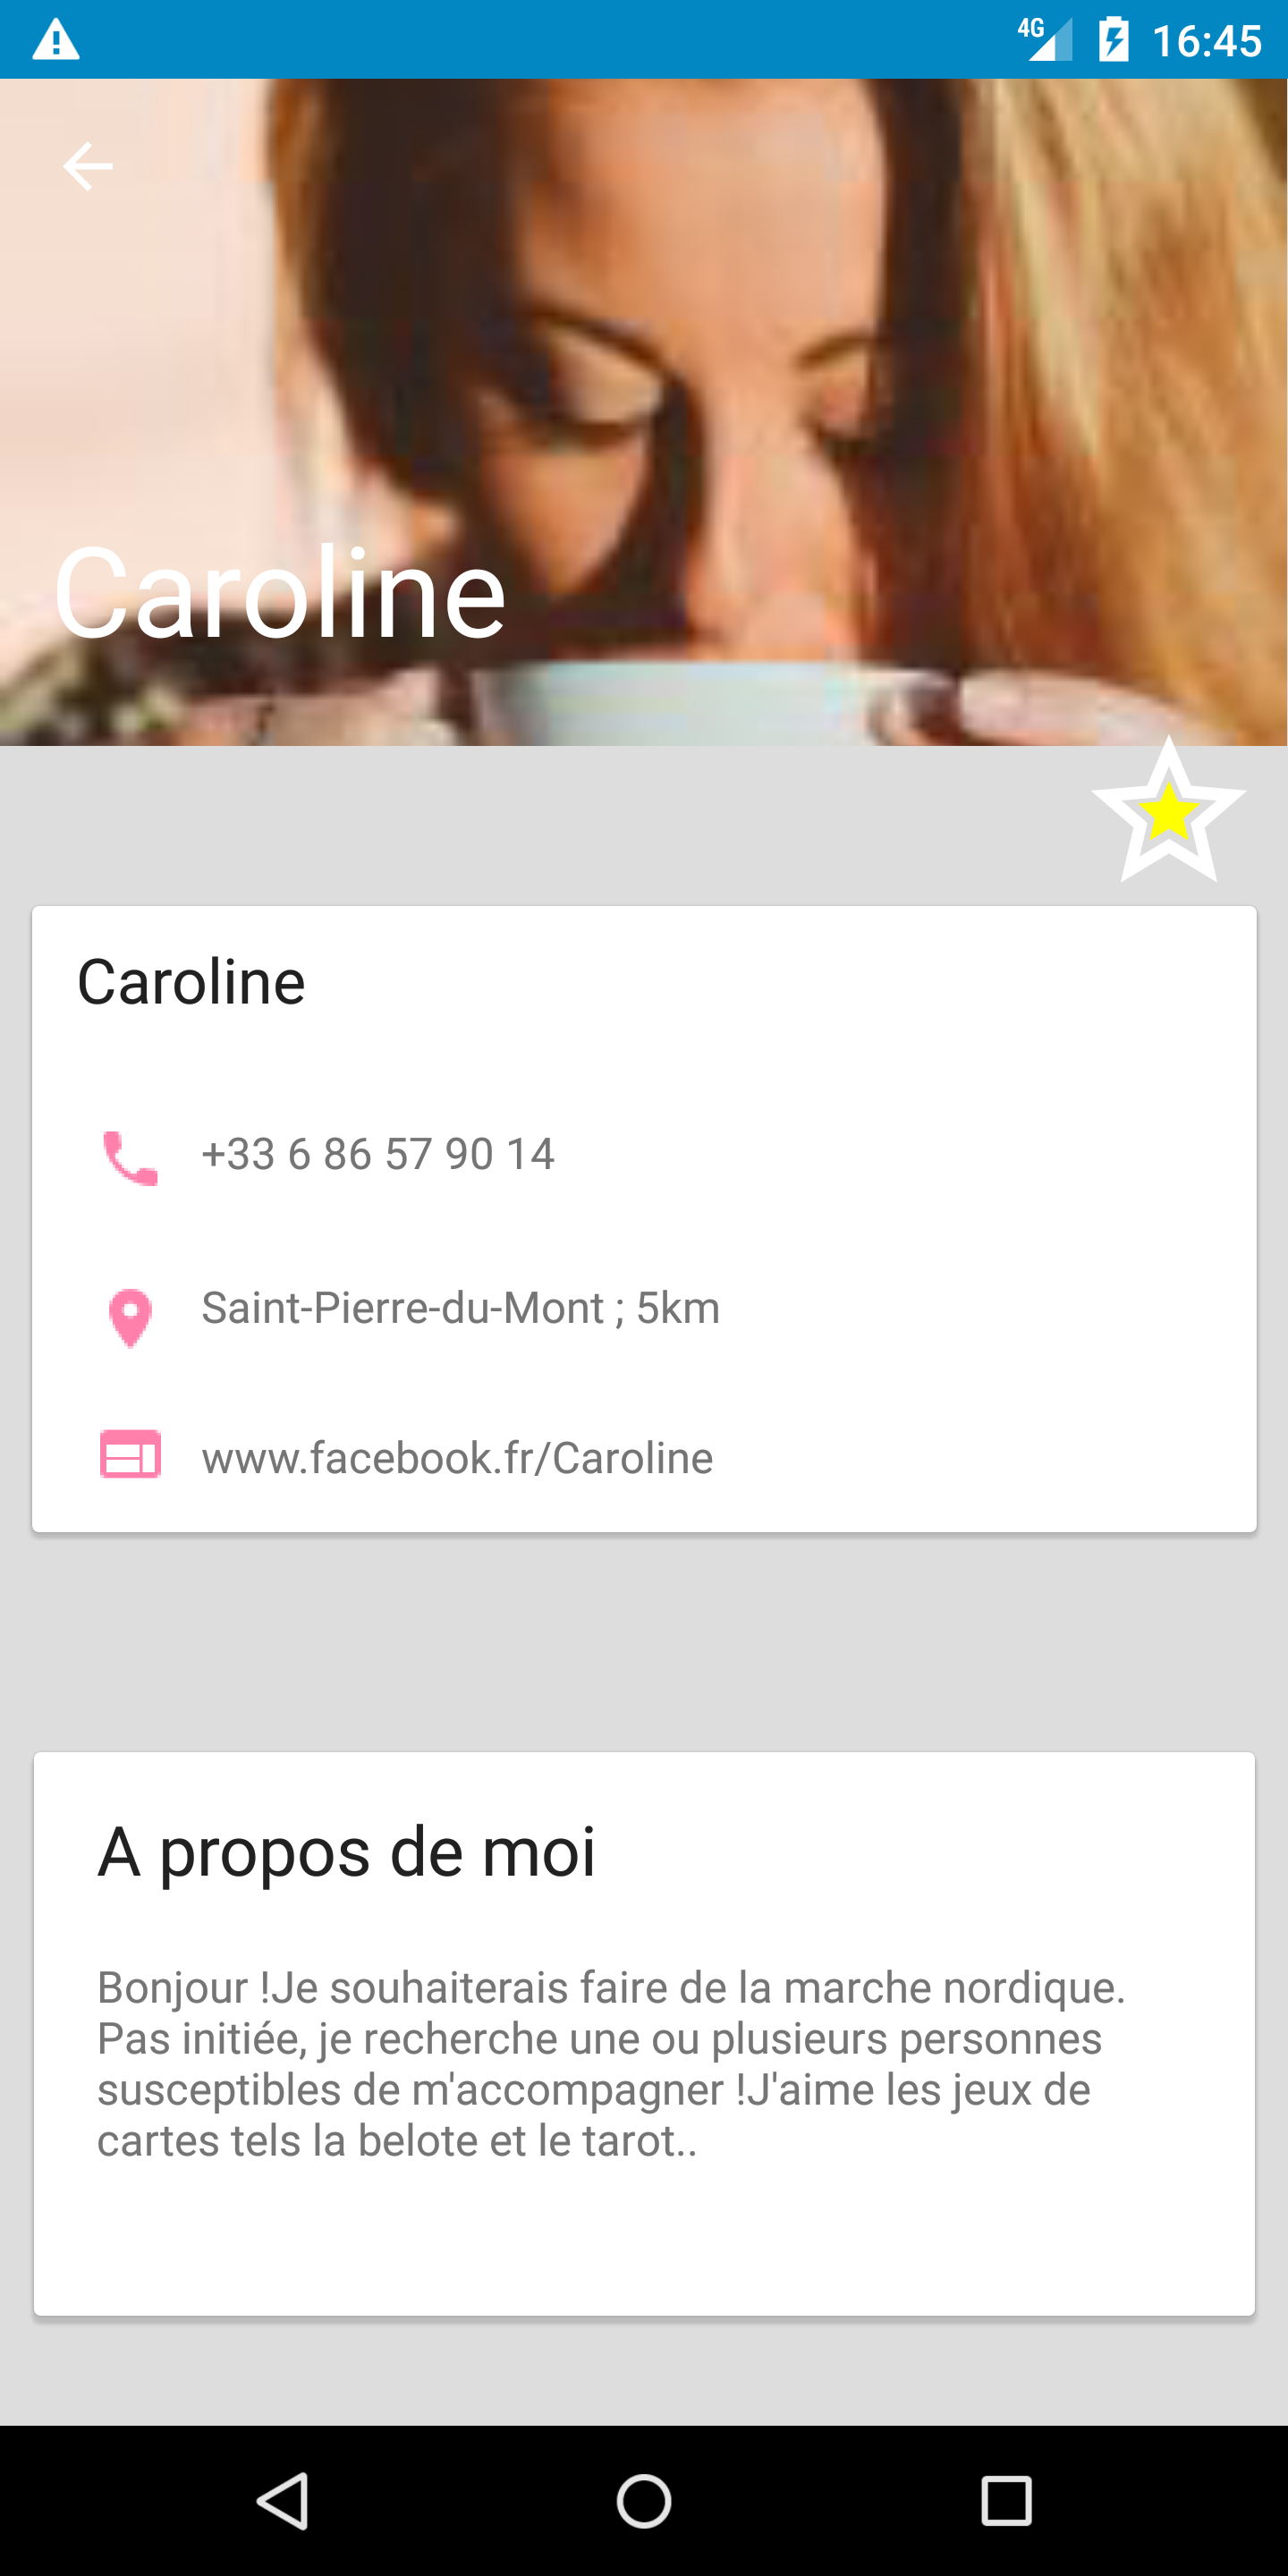 4G 16:45
Caroline
Caroline
+33 6 86 57 90 14
Saint-Pierre-du-Mont ; 5km
www.facebook.fr/Caroline
A propos de moi
Bonjour !Je souhaiterais faire de la marche nordique.
Pas initiée, je recherche une ou plusieurs personnes
susceptibles de m'accompagner !J'aime les jeux de
cartes tels la belote et le tarot..